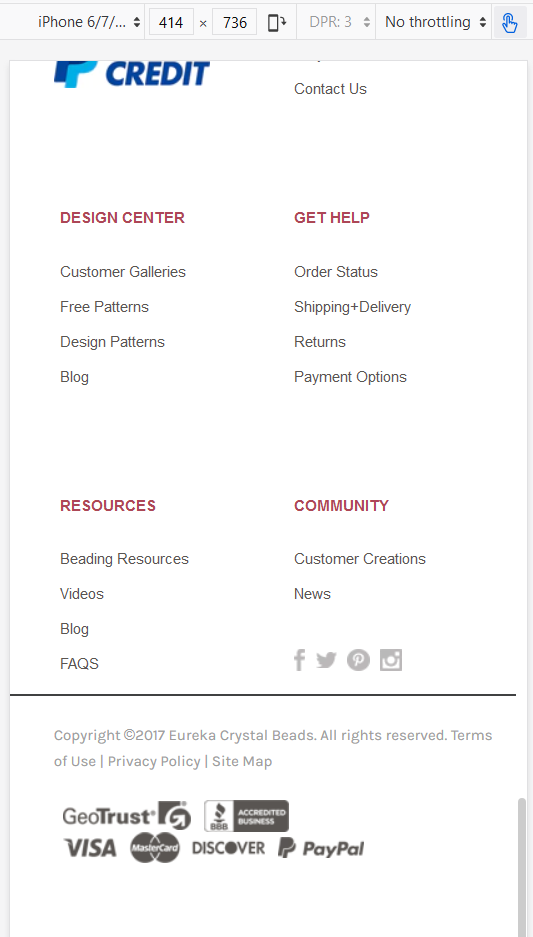 iPhone 6/7/... 414 × 736 DPR: 3 No throttling
CREDIT
Contact Us
DESIGN CENTER
Customer Galleries
Free Patterns
Design Patterns
Blog
GET HELP
Order Status
Shipping+Delivery
Returns
Payment Options
RESOURCES
Beading Resources
Videos
Blog
FAQS
COMMUNITY
Customer Creations
News
Copyright ©2017 Eureka Crystal Beads. All rights reserved. Terms
of Use | Privacy Policy | Site Map
GeoTrust® BBB ACCREDITED
BUSINESS
VISA MasterCard DISCOVER PayPal